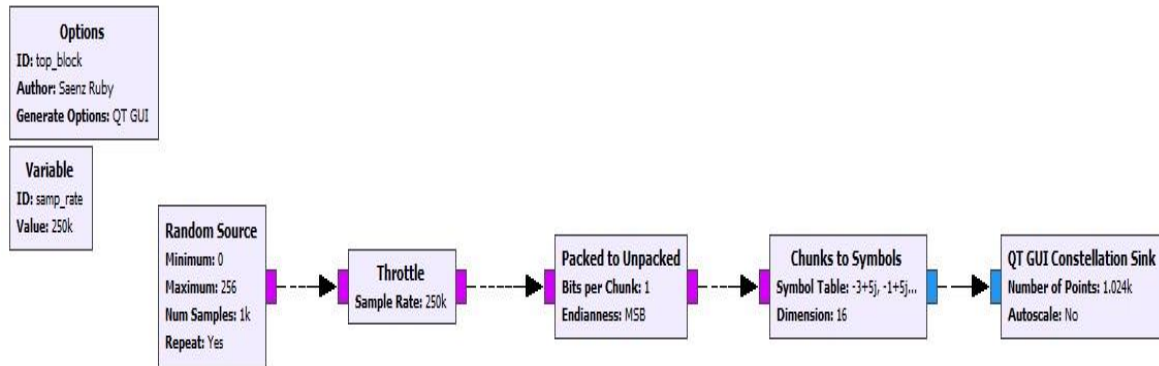 Options
ID: top_block
Author: Saenz Ruby
Generate Options: QT GUI
Variable
ID: samp_rate
Value: 250k
Random Source
Minimum: 0
Maximum: 256
Num Samples: 1k
Repeat: Yes
Throttle
Sample Rate: 250k
Packed to Unpacked
Bits per Chunk: 1
Endianness: MSB
Chunks to Symbols
Symbol Table: -3+5j, -1+5j...
Dimension: 16
QT GUI Constellation Sink
Number of Points: 1.024k
Autoscale: No